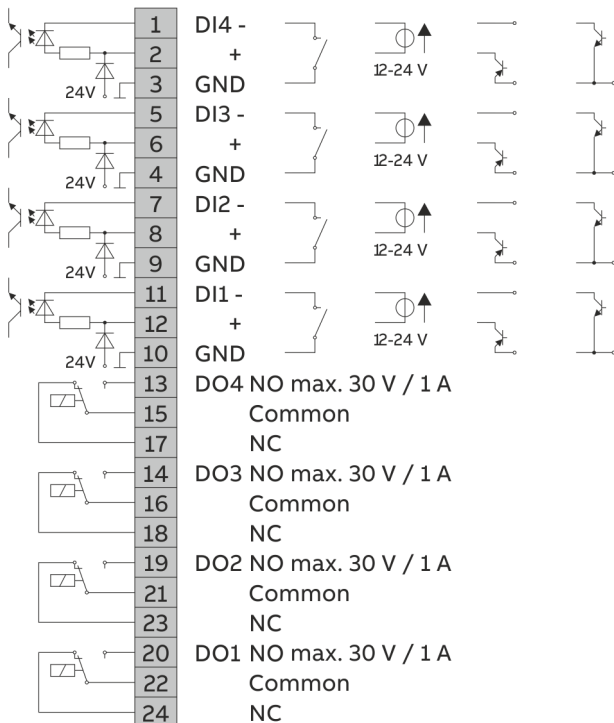 1 DI4 -
2 + 12-24 V
24V 3 GND
5 DI3 -
6 + 12-24 V
24V 4 GND
7 DI2 -
8 + 12-24 V
24V 9 GND
11 DI1 -
12 + 12-24 V
24V 10 GND
13 DO4 NO max. 30 V / 1 A
15 Common
17 NC
14 DO3 NO max. 30 V / 1 A
16 Common
18 NC
19 DO2 NO max. 30 V / 1 A
21 Common
23 NC
20 DO1 NO max. 30 V / 1 A
22 Common
24 NC